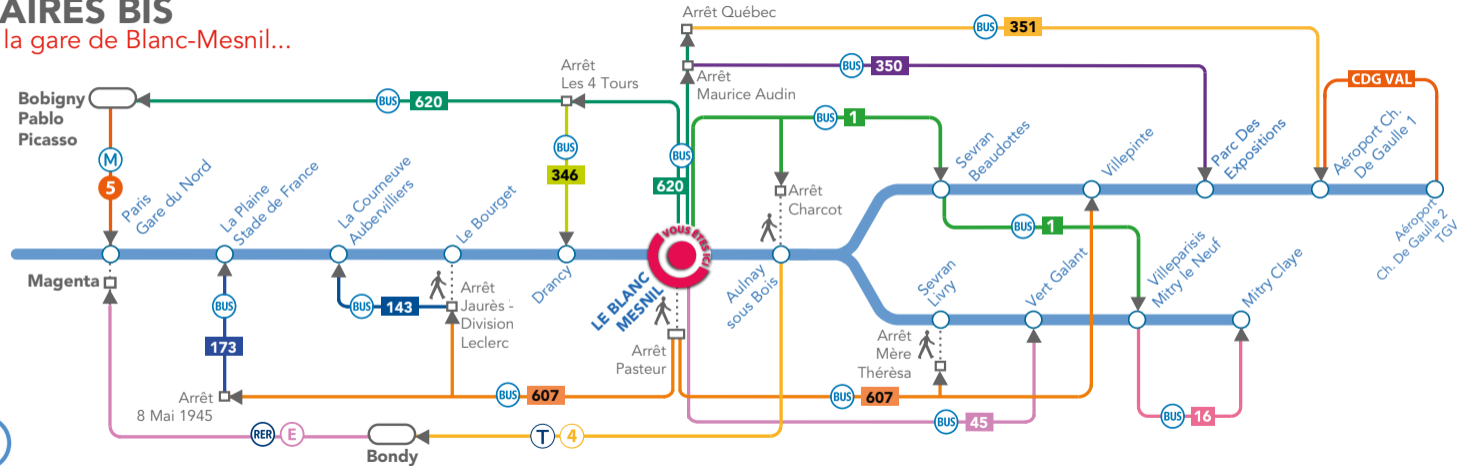 AIRES BIS
la gare de Blanc-Mesnil...
Arrêt Québec
BUS 351
Arrêt
Les 4 Tours
BUS 350
Arrêt
Maurice Audin
CDG VAL
Bobigny
Pablo
Picasso
BUS 620
BUS 1
M
5
BUS
346
BUS
620
Paris
Gare du Nord
La Plaine
Stade de France
La Courneuve
Aubervilliers
Le Bourget
Drancy
VOUS ÊTES ICI
LE BLANC
MESNIL
Arrêt
Charcot
Aulnay
sous Bois
Sevran
Beaudottes
Villepinte
Parc Des
Expositions
Aéroport Ch.
De Gaulle 1
Aéroport
Ch. De Gaulle 2
TGV
BUS 1
Sevran
Livry
Vert Galant
Villeparisis
Mitry le Neuf
Mitry Claye
Magenta
BUS
173
BUS 143
Arrêt
Jaurès -
Division
Leclerc
Arrêt
Pasteur
Arrêt
Mère
Thérèsa
Arrêt
8 Mai 1945
BUS 607
BUS 607
BUS 45
BUS 16
RER E
Bondy
T 4